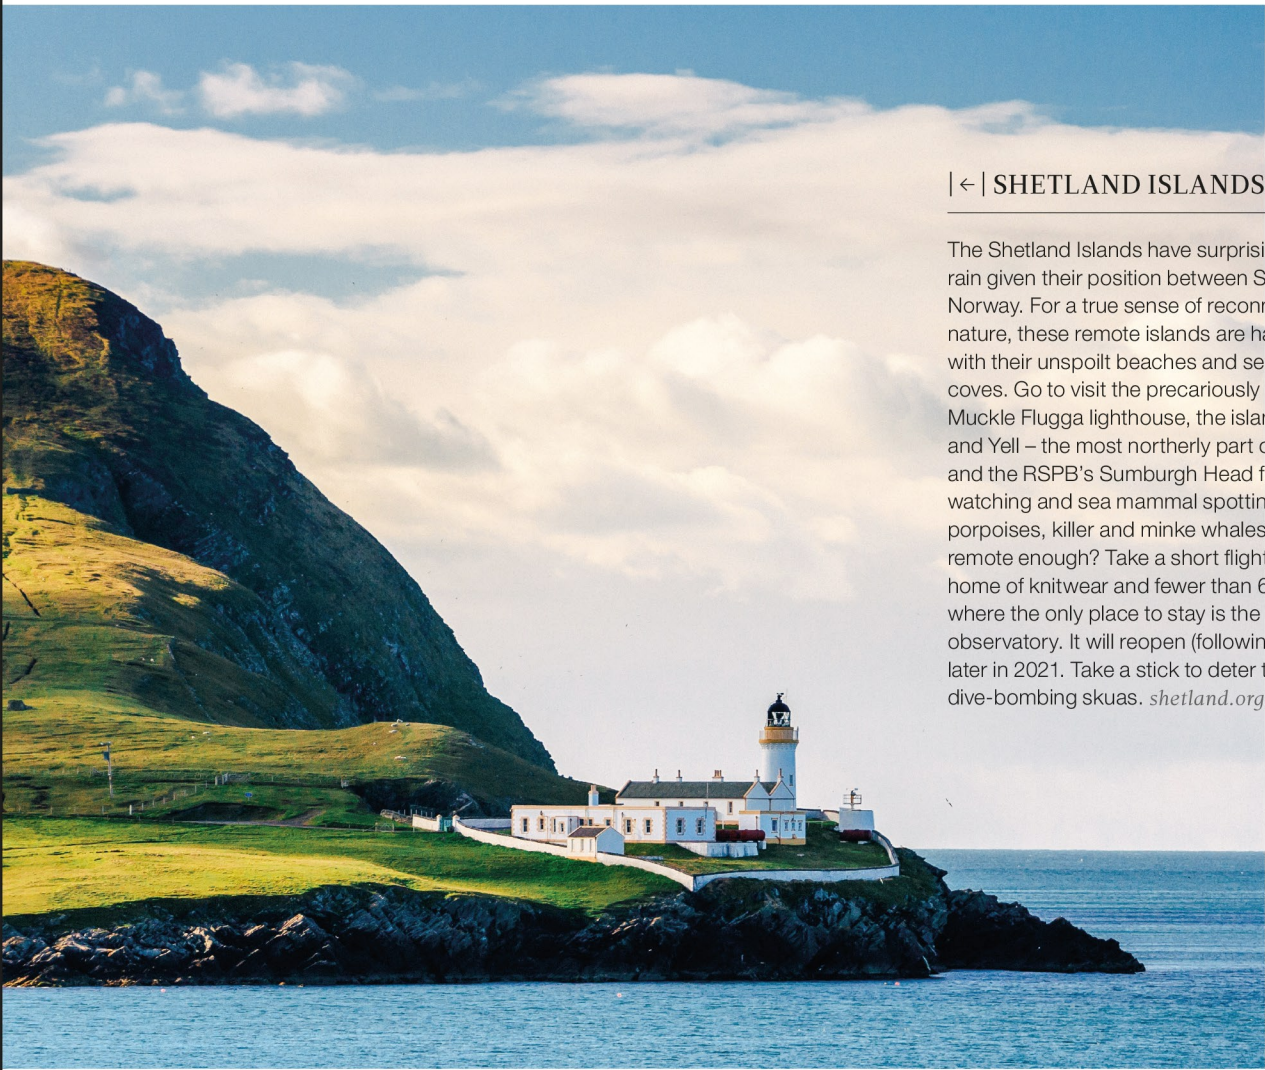 |←| SHETLAND ISLANDS
The Shetland Islands have surprisi
rain given their position between S
Norway. For a true sense of reconn
nature, these remote islands are ha
with their unspoilt beaches and se
coves. Go to visit the precariously
Muckle Flugga lighthouse, the islan
and Yell – the most northerly part o
and the RSPB’s Sumburgh Head f
watching and sea mammal spottin
porpoises, killer and minke whales
remote enough? Take a short flight
home of knitwear and fewer than 6
where the only place to stay is the
observatory. It will reopen (followin
later in 2021. Take a stick to deter t
dive-bombing skuas. shetland.org